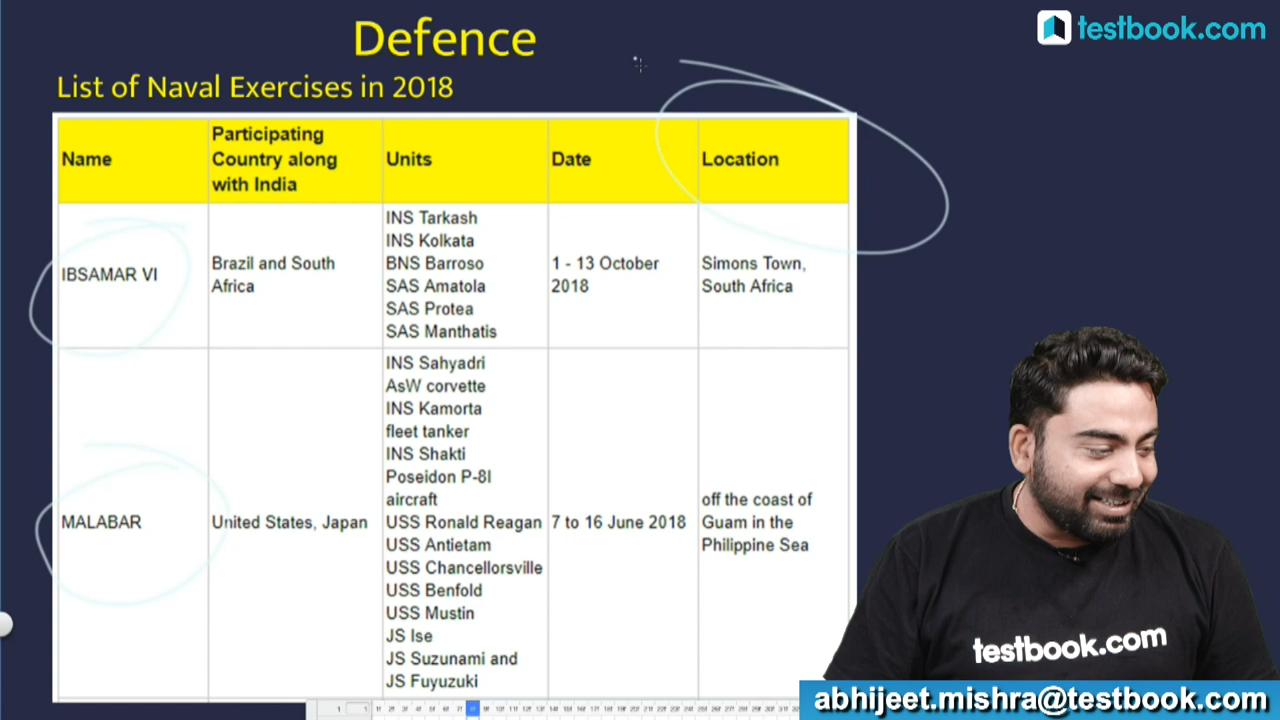 Defence
testbook.com
List of Naval Exercises in 2018
Name
Participating
Country along
with India
Units
Date
Location
IBSAMAR VI
Brazil and South
Africa
INS Tarkash
INS Kolkata
BNS Barroso
SAS Amatola
SAS Protea
SAS Manthatis
1 - 13 October
2018
Simons Town,
South Africa
MALABAR
United States, Japan
INS Sahyadri
AsW corvette
INS Kamorta
fleet tanker
INS Shakti
Poseidon P-8I
aircraft
USS Ronald Reagan
USS Antietam
USS Chancellorsville
USS Benfold
USS Mustin
JS Ise
JS Suzunami and
JS Fuyuzuki
7 to 16 June 2018
off the coast of
Guam in the
Philippine Sea
testbook.com
abhijeet.mishra@testbook.com